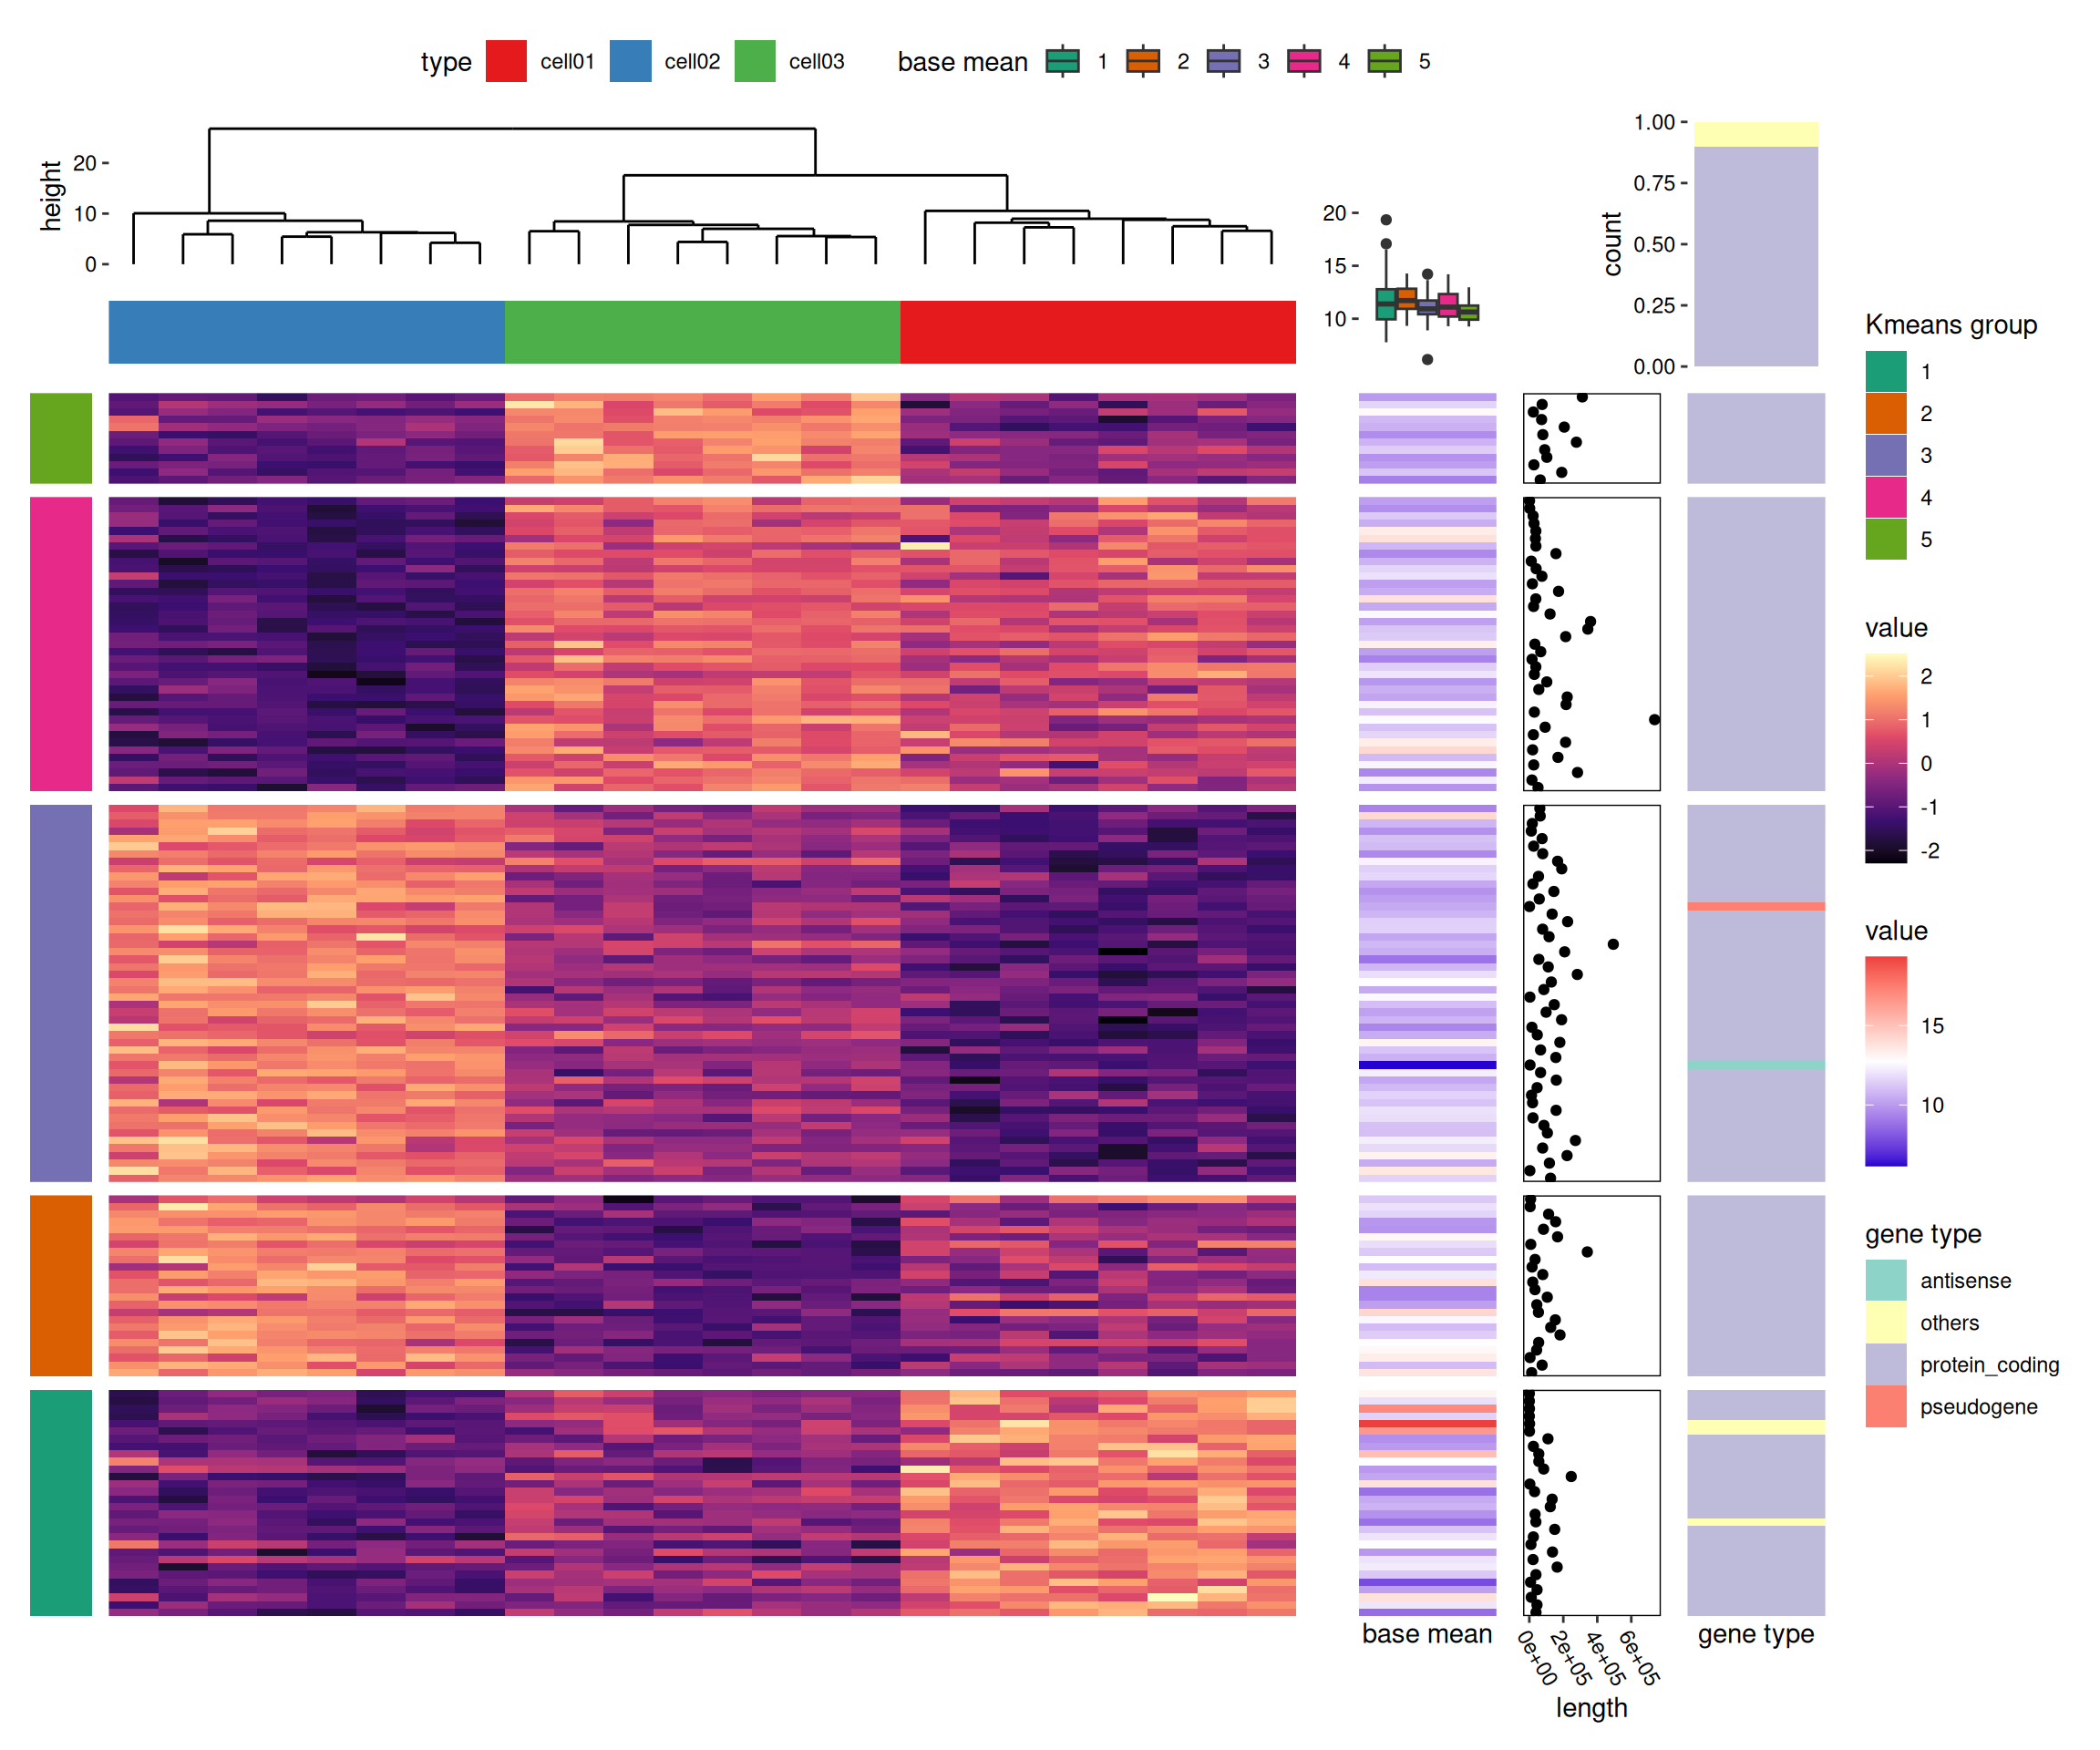 type cell01 cell02 cell03 base mean 1 2 3 4 5
height
20
10
0
20
15
10
count
1.00
0.75
0.50
0.25
0.00
Kmeans group
1
2
3
4
5
value
2
1
0
-1
-2
value
15
10
gene type
antisense
others
protein_coding
pseudogene
base mean
0e+00
2e+05
4e+05
6e+05
length
gene type